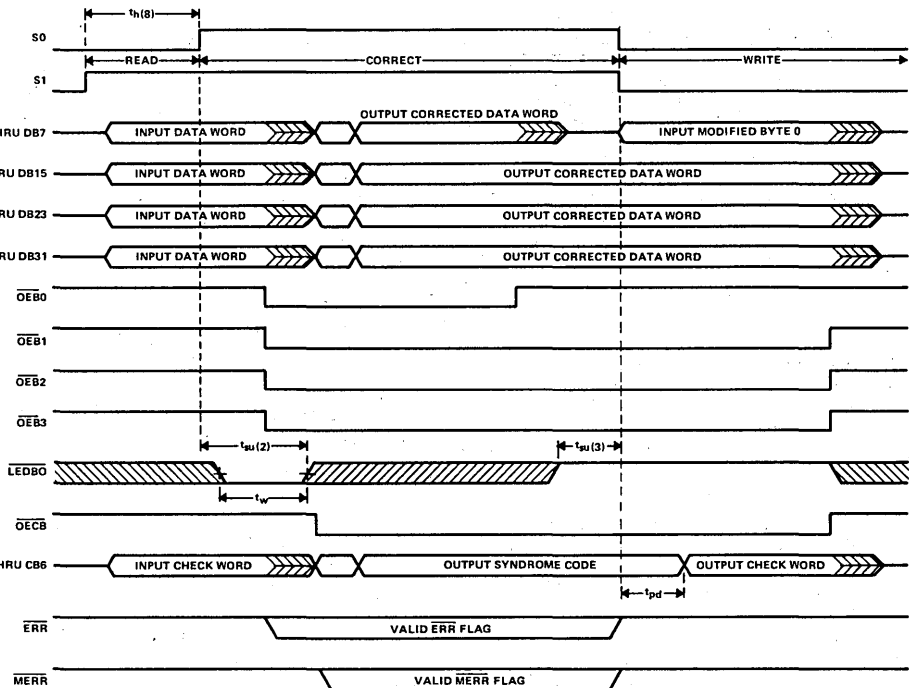 th(8)
S0
READ CORRECT WRITE
S1
OUTPUT CORRECTED DATA WORD
HRU DB7 INPUT DATA WORD INPUT MODIFIED BYTE 0
RU DB15 INPUT DATA WORD OUTPUT CORRECTED DATA WORD
RU DB23 INPUT DATA WORD OUTPUT CORRECTED DATA WORD
RU DB31 INPUT DATA WORD OUTPUT CORRECTED DATA WORD
OEB0
OEB1
OEB2
OEB3
tsu(2) tsu(3)
LEDBO
tw
OECB
HRU CB6 INPUT CHECK WORD OUTPUT SYNDROME CODE OUTPUT CHECK WORD
tpd
ERR VALID ERR FLAG
MERR VALID MERR FLAG